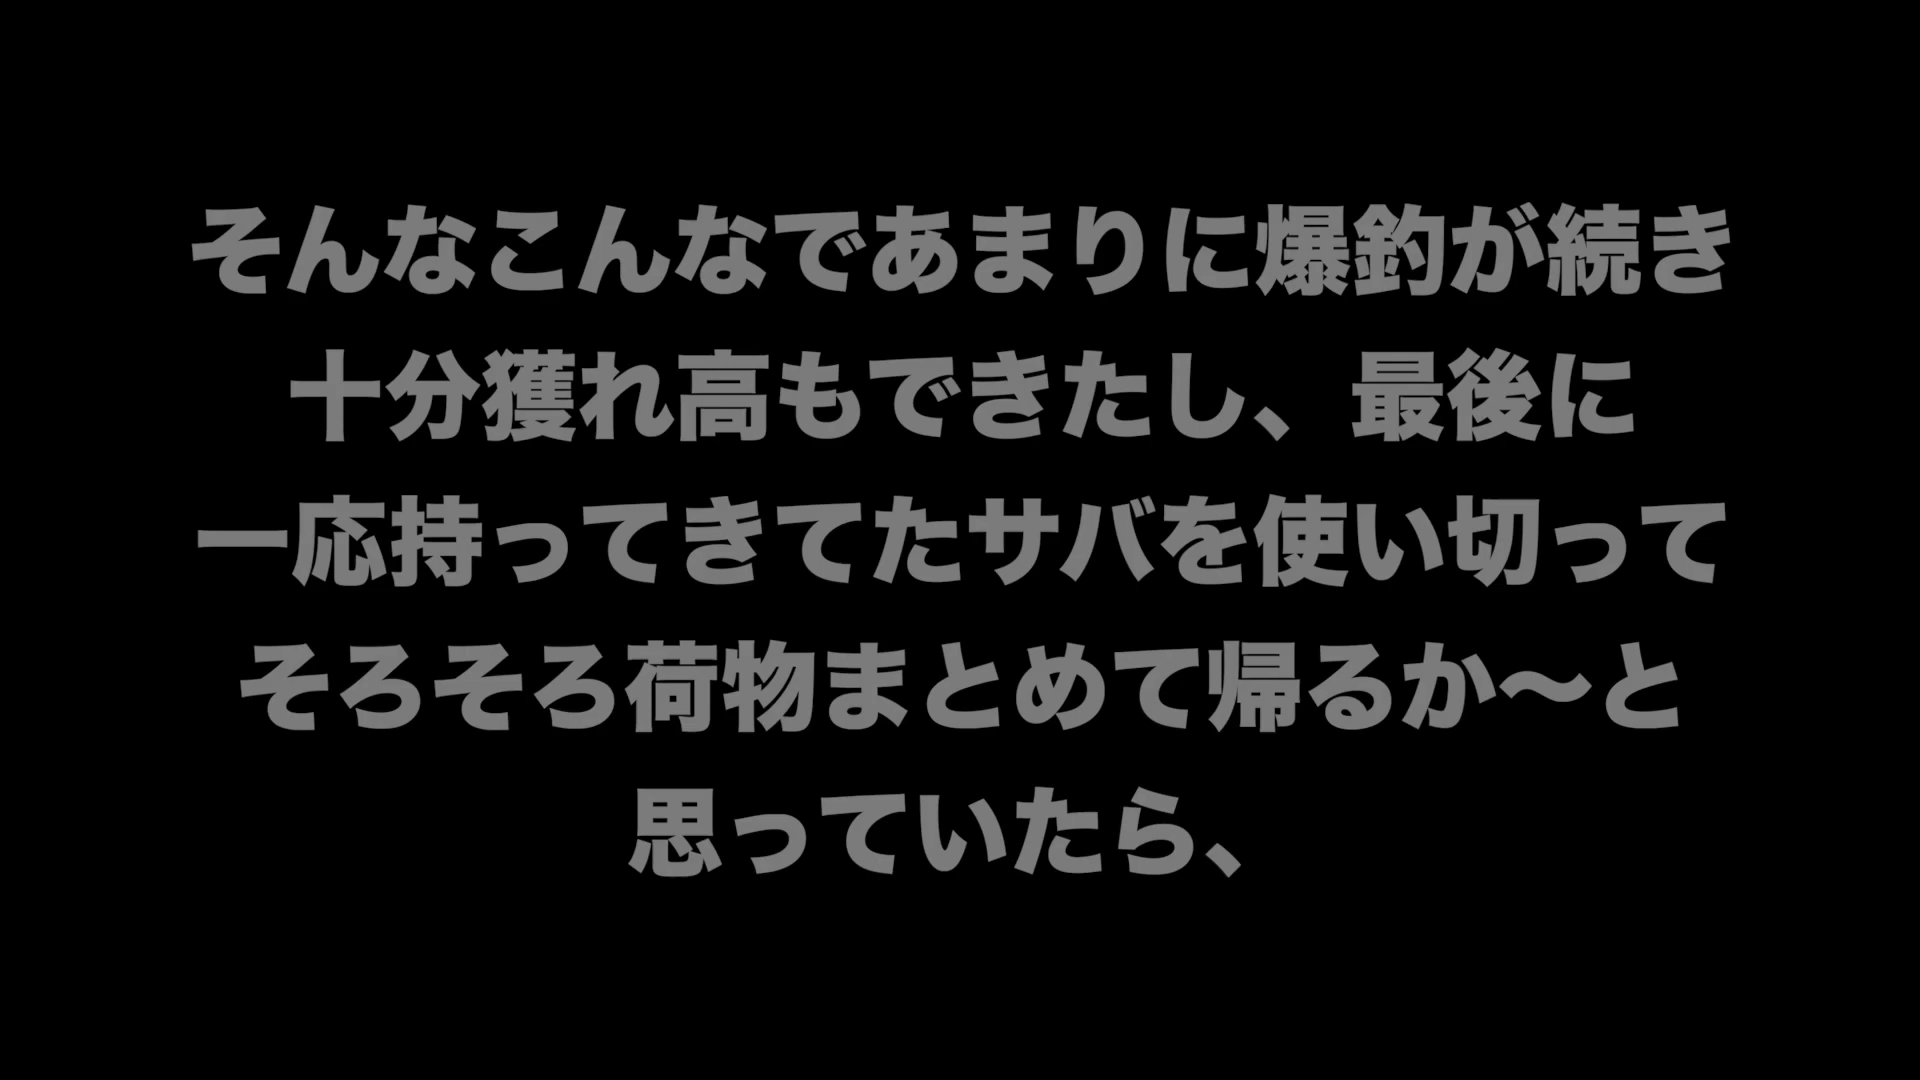 そんなこんなであまりに爆釣が続き
十分獲れ高もできたし、最後に
一応持ってきてたサバを使い切って
そろそろ荷物まとめて帰るか〜と
思っていたら、